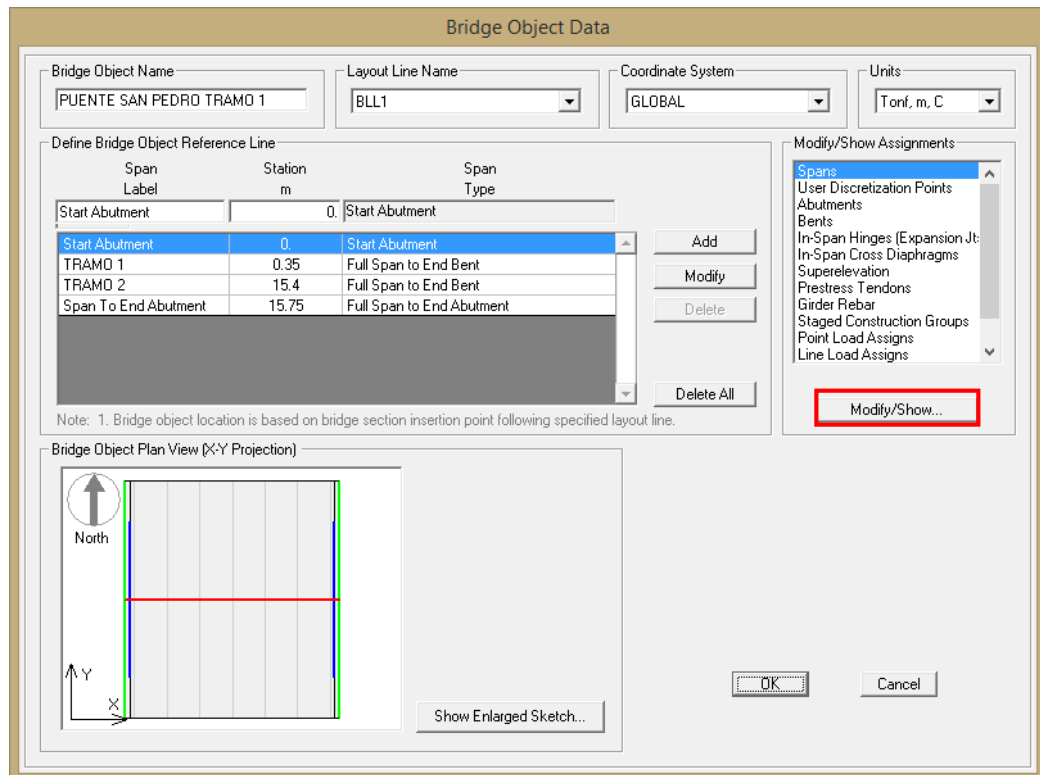 Bridge Object Data
Bridge Object Name
PUENTE SAN PEDRO TRAMO 1
Layout Line Name
BLL1
Coordinate System
GLOBAL
Units
Tonf, m, C
Define Bridge Object Reference Line
Span Label
Station m
Span Type
Start Abutment 0. Start Abutment
Start Abutment 0. Start Abutment
TRAMO 1 0.35 Full Span to End Bent
TRAMO 2 15.4 Full Span to End Bent
Span To End Abutment 15.75 Full Span to End Abutment
Add
Modify
Delete
Delete All
Note: 1. Bridge object location is based on bridge section insertion point following specified layout line.
Modify/Show Assignments
Spans
User Discretization Points
Abutments
Bents
In-Span Hinges (Expansion Jt:
In-Span Cross Diaphragms
Superelevation
Prestress Tendons
Girder Rebar
Staged Construction Groups
Point Load Assigns
Line Load Assigns
Modify/Show...
Bridge Object Plan View (X-Y Projection)
North
Y
X
Show Enlarged Sketch...
OK
Cancel